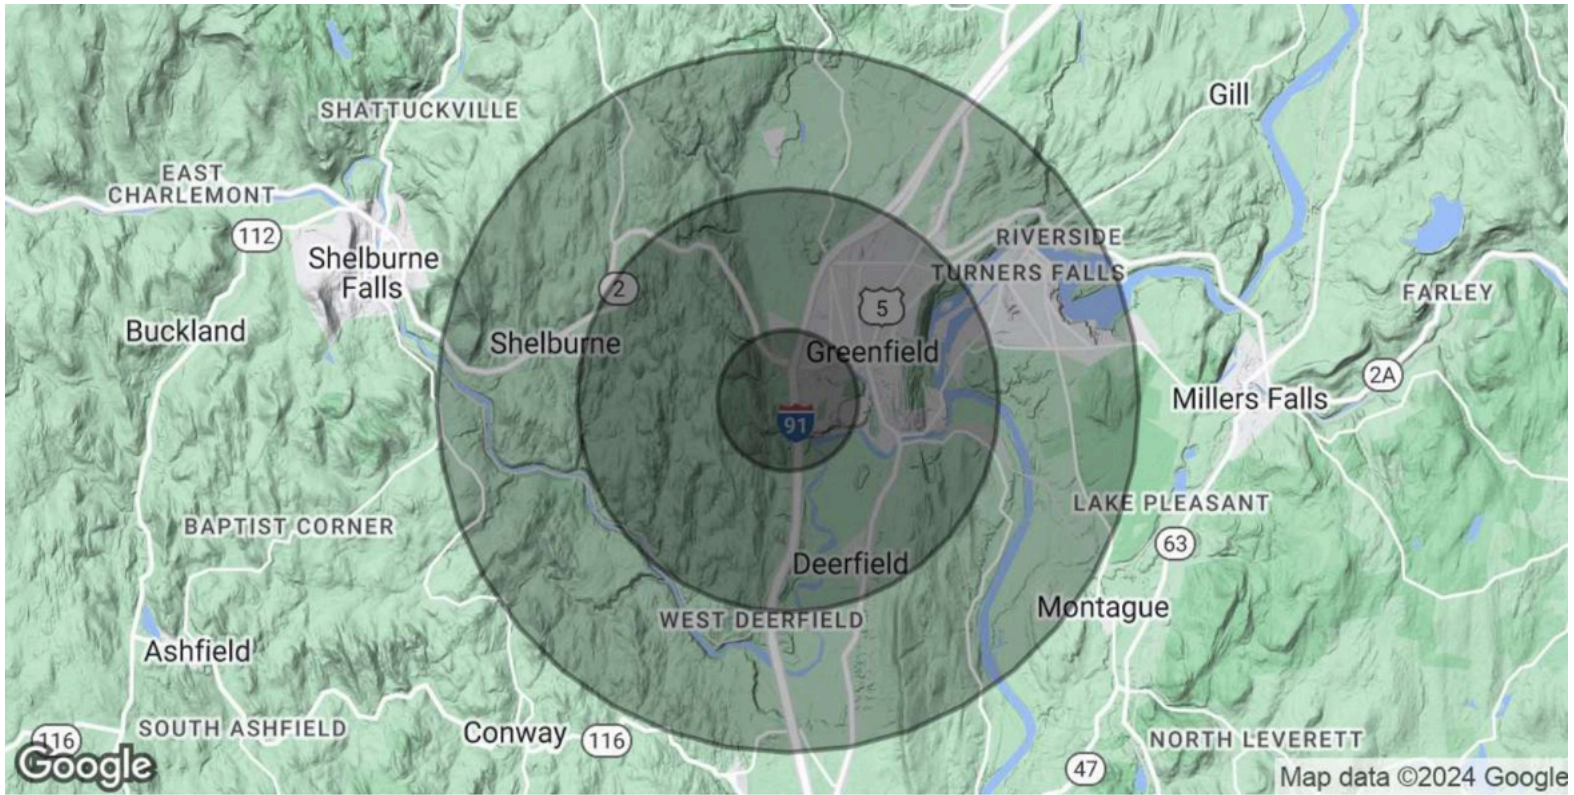 Gill
SHATTUCKVILLE
EAST
CHARLEMONT
112
RIVERSIDE
Shelburne
Falls
TURNERS FALLS
2
FARLEY
5
Buckland
Shelburne
Greenfield
2A
Millers Falls
91
LAKE PLEASANT
BAPTIST CORNER
63
Deerfield
Montague
WEST DEERFIELD
Ashfield
SOUTH ASHFIELD
Conway
116
116
NORTH LEVERETT
47
Google
Map data ©2024 Google